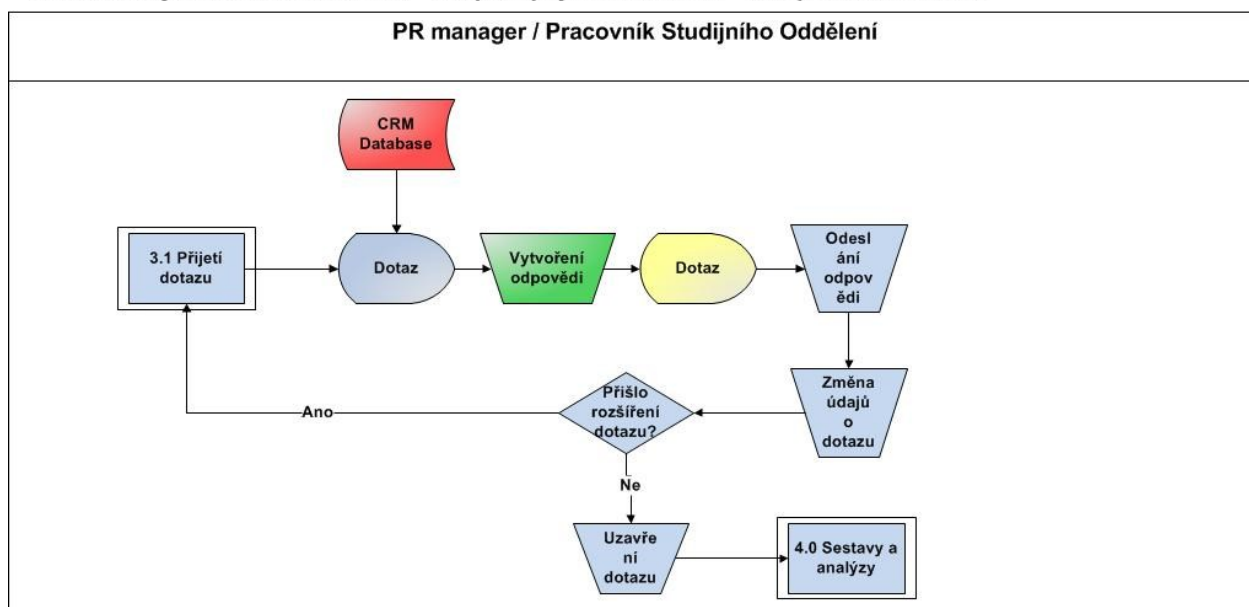 PR manager / Pracovník Studijního Oddělení
CRM
Database
3.1 Přijetí
dotazu
Dotaz
Vytvoření
odpovědi
Dotaz
Odesl
ání
odpov
ědi
Změna
údajů
o
dotazu
Přišlo
rozšíření
dotazu?
Ano
Ne
Uzavře
ní
dotazu
4.0 Sestavy a
analýzy